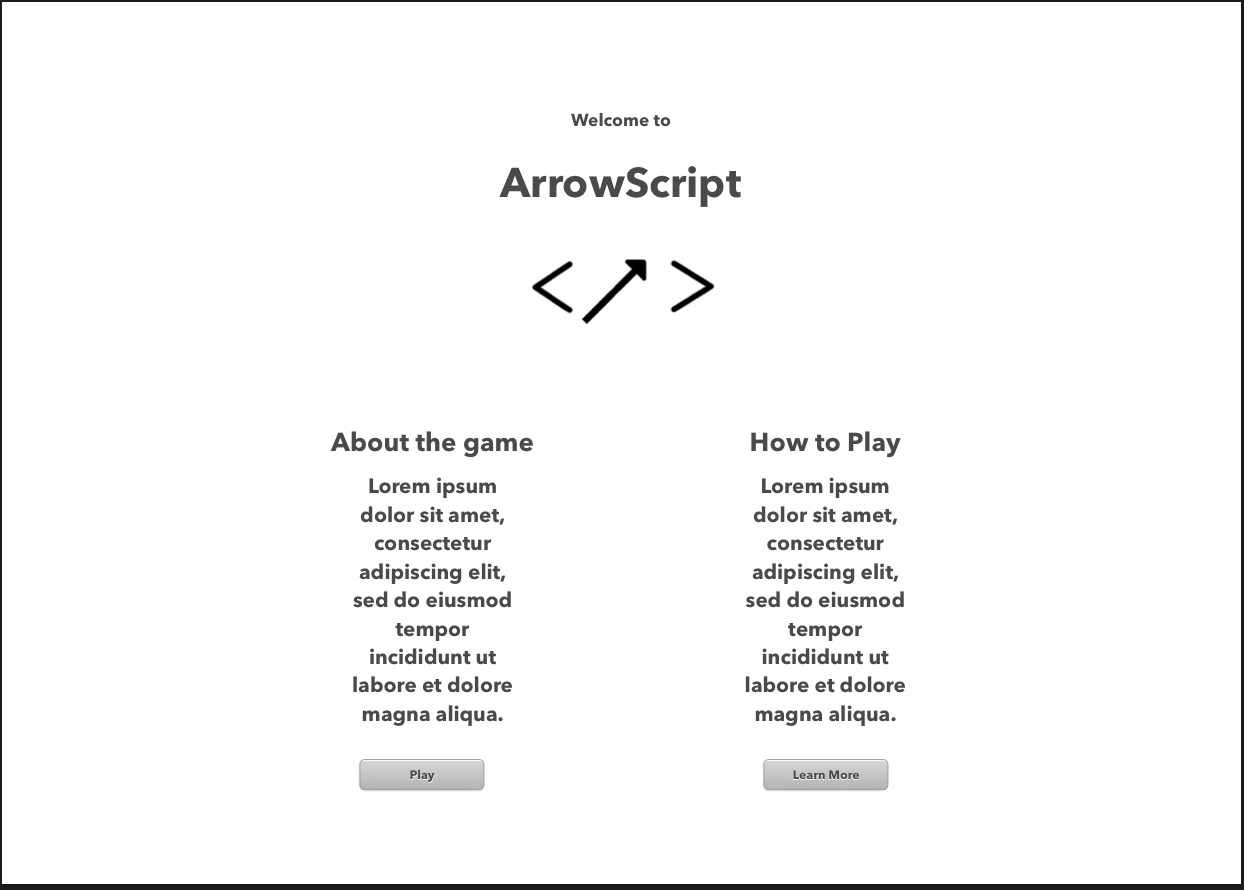 Welcome to
ArrowScript
About the game
Lorem ipsum
dolor sit amet,
consectetur
adipiscing elit,
sed do eiusmod
tempor
incididunt ut
labore et dolore
magna aliqua.
Play
How to Play
Lorem ipsum
dolor sit amet,
consectetur
adipiscing elit,
sed do eiusmod
tempor
incididunt ut
labore et dolore
magna aliqua.
Learn More